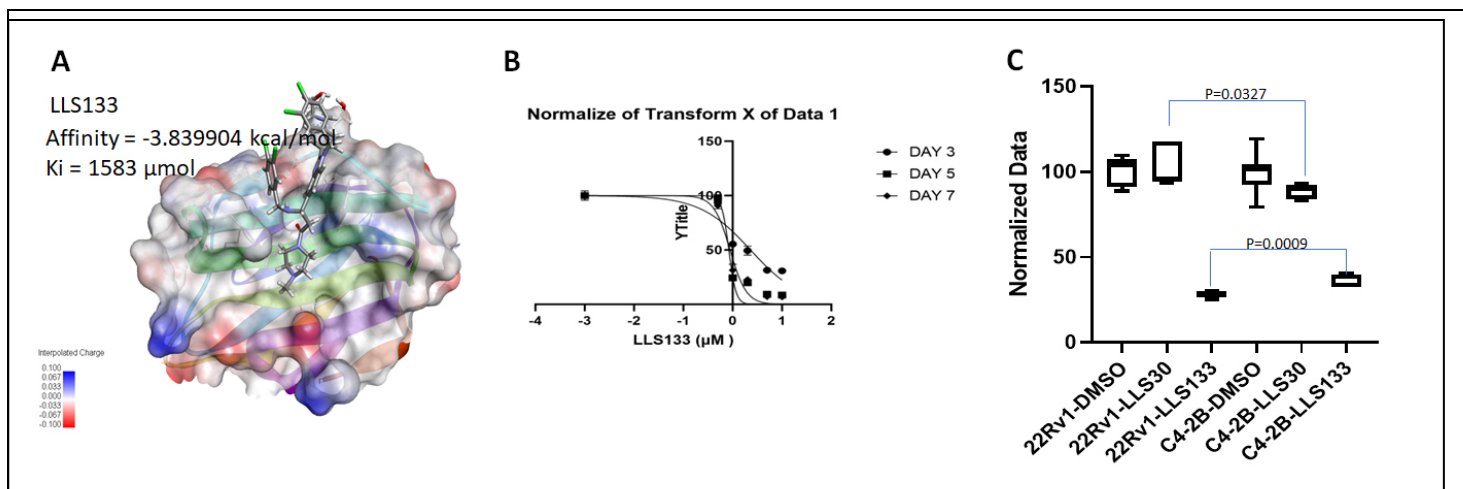 A
LLS133
Affinity = -3.839904 kcal/mol
Ki = 1583 µmol
Interpolated Charge
0.100
0.067
0.033
0.000
-0.033
-0.067
-0.100
B
Normalize of Transform X of Data 1
150
100
50
YTitle
-4
-3
-2
-1
0
1
2
LLS133 (µM )
DAY 3
DAY 5
DAY 7
C
Normalized Data
150
100
50
0
P=0.0327
P=0.0009
22Rv1-DMSO
22Rv1-LLS30
22Rv1-LLS133
C4-2B-DMSO
C4-2B-LLS30
C4-2B-LLS133